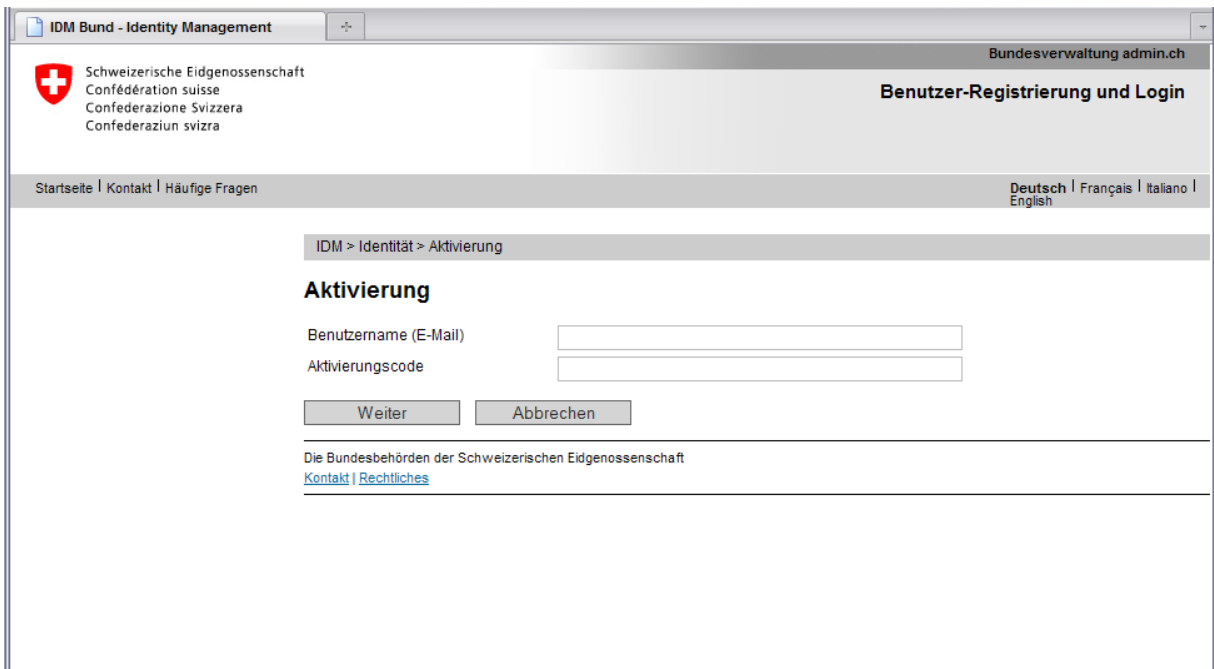 IDM Bund - Identity Management
Bundesverwaltung admin.ch
Schweizerische Eidgenossenschaft
Confédération suisse
Confederazione Svizzera
Confederaziun svizra
Benutzer-Registrierung und Login
Startseite | Kontakt | Häufige Fragen
Deutsch | Français | Italiano |
English
IDM > Identität > Aktivierung
Aktivierung
Benutzername (E-Mail)
Aktivierungscode
Weiter Abbrechen
Die Bundesbehörden der Schweizerischen Eidgenossenschaft
Kontakt | Rechtliches